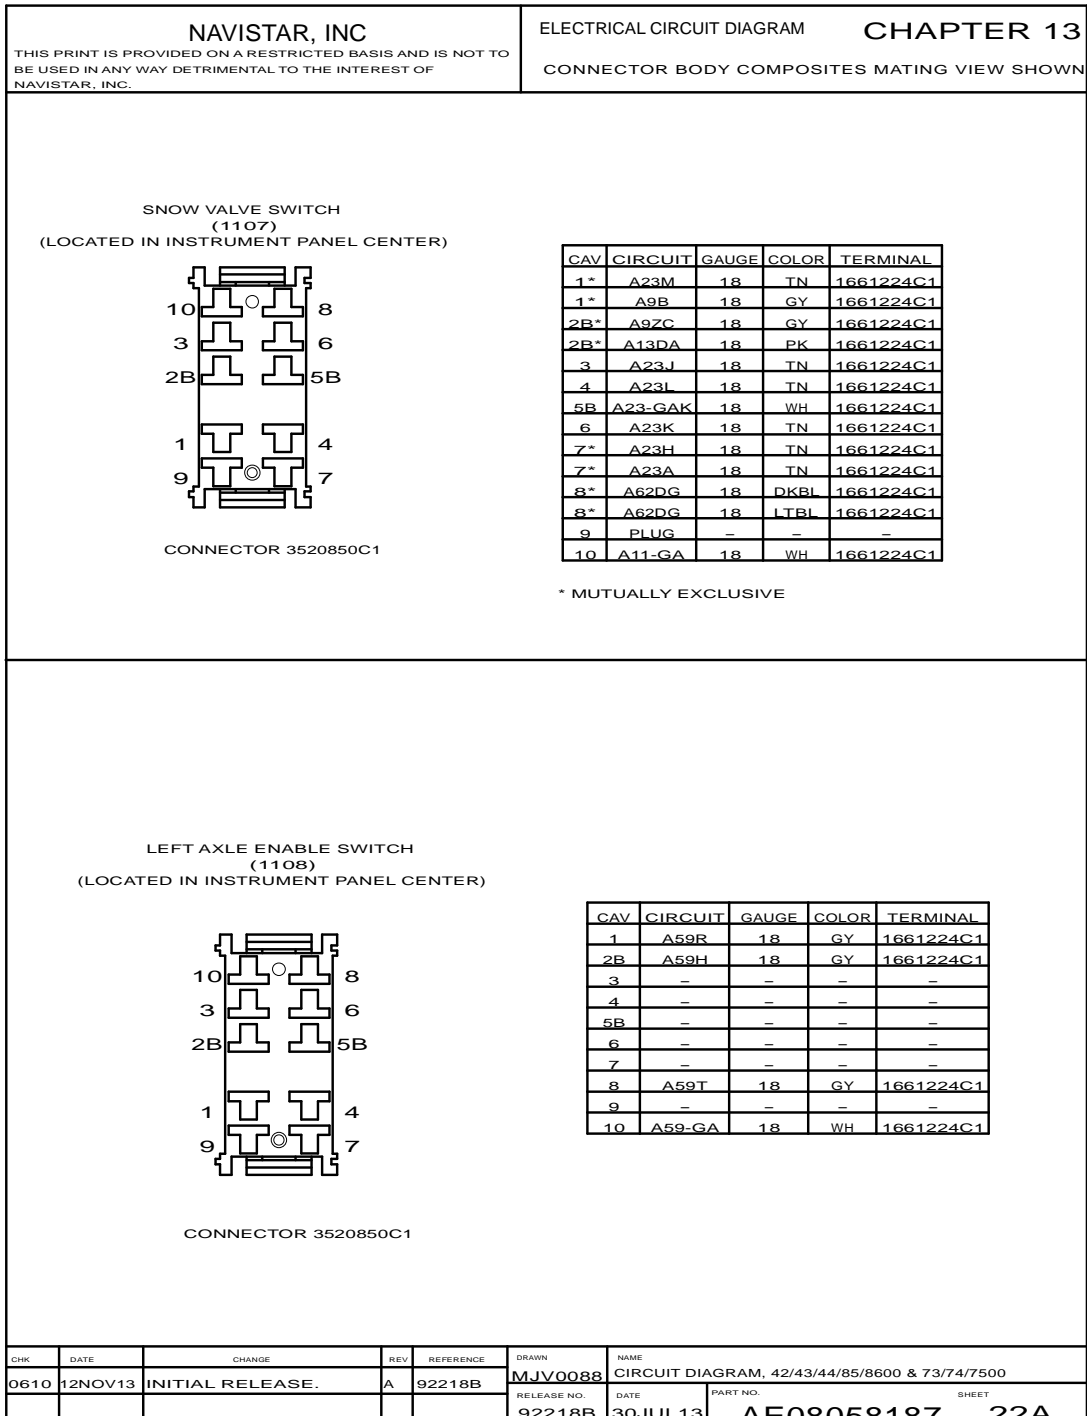 NAVISTAR, INC
THIS PRINT IS PROVIDED ON A RESTRICTED BASIS AND IS NOT TO
BE USED IN ANY WAY DETRIMENTAL TO THE INTEREST OF
NAVISTAR, INC.
ELECTRICAL CIRCUIT DIAGRAM CHAPTER 13
CONNECTOR BODY COMPOSITES MATING VIEW SHOWN
SNOW VALVE SWITCH
(1107)
(LOCATED IN INSTRUMENT PANEL CENTER)
10 8
3 6
2B 5B
1 4
9 7
CONNECTOR 3520850C1
CAV CIRCUIT GAUGE COLOR TERMINAL
1* A23M 18 TN 1661224C1
1* A9B 18 GY 1661224C1
2B* A9ZC 18 GY 1661224C1
2B* A13DA 18 PK 1661224C1
3 A23J 18 TN 1661224C1
4 A23L 18 TN 1661224C1
5B A23-GAK 18 WH 1661224C1
6 A23K 18 TN 1661224C1
7* A23H 18 TN 1661224C1
7* A23A 18 TN 1661224C1
8* A62DG 18 DKBL 1661224C1
8* A62DG 18 LTBL 1661224C1
9 PLUG – – –
10 A11-GA 18 WH 1661224C1
* MUTUALLY EXCLUSIVE
LEFT AXLE ENABLE SWITCH
(1108)
(LOCATED IN INSTRUMENT PANEL CENTER)
10 8
3 6
2B 5B
1 4
9 7
CONNECTOR 3520850C1
CAV CIRCUIT GAUGE COLOR TERMINAL
1 A59R 18 GY 1661224C1
2B A59H 18 GY 1661224C1
3 – – – –
4 – – – –
5B – – – –
6 – – – –
7 – – – –
8 A59T 18 GY 1661224C1
9 – – – –
10 A59-GA 18 WH 1661224C1
CHK DATE CHANGE REV REFERENCE
0610 12NOV13 INITIAL RELEASE. A 92218B
DRAWN
MJV0088
NAME
CIRCUIT DIAGRAM, 42/43/44/85/8600 & 73/74/7500
RELEASE NO. DATE PART NO. SHEET
92218B 30JUL13 AE08058187 22A